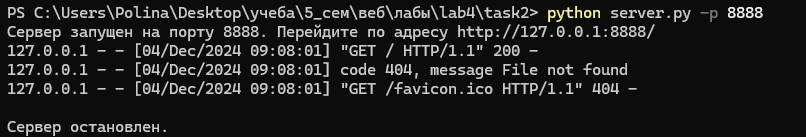 PS C:\Users\Polina\Desktop\учеба\5_сем\веб\лабы\lab4\task2> python server.py -p 8888
Сервер запущен на порту 8888. Перейдите по адресу http://127.0.0.1:8888/
127.0.0.1 - - [04/Dec/2024 09:08:01] "GET / HTTP/1.1" 200 -
127.0.0.1 - - [04/Dec/2024 09:08:01] code 404, message File not found
127.0.0.1 - - [04/Dec/2024 09:08:01] "GET /favicon.ico HTTP/1.1" 404 -
Сервер остановлен.